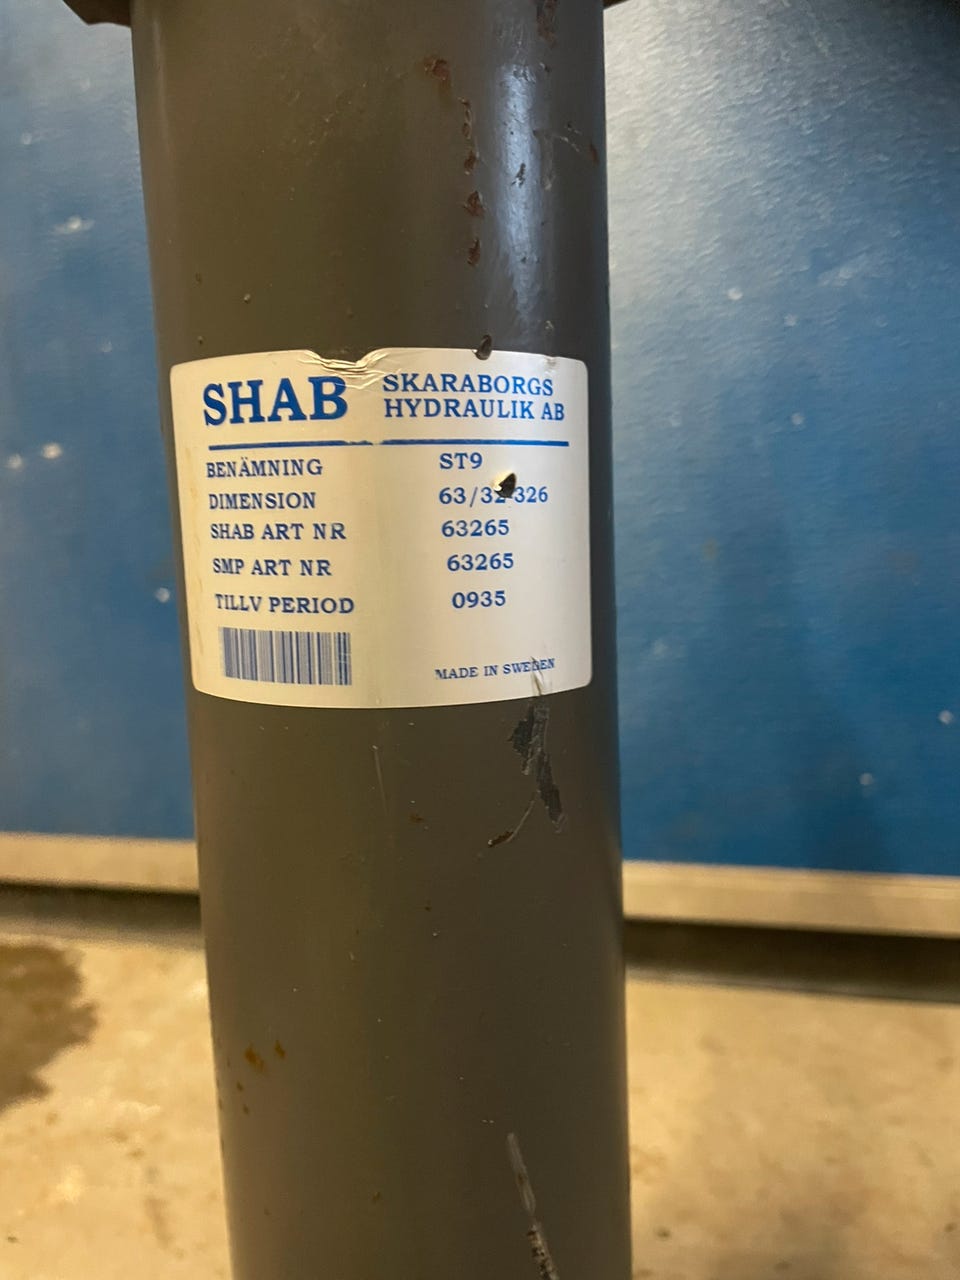 SHAB
SKARABORGS
HYDRAULIK AB
BENÄMNING ST9
DIMENSION 63/32-326
SHAB ART NR 63265
SMP ART NR 63265
TILLV PERIOD 0935
MADE IN SWEDEN